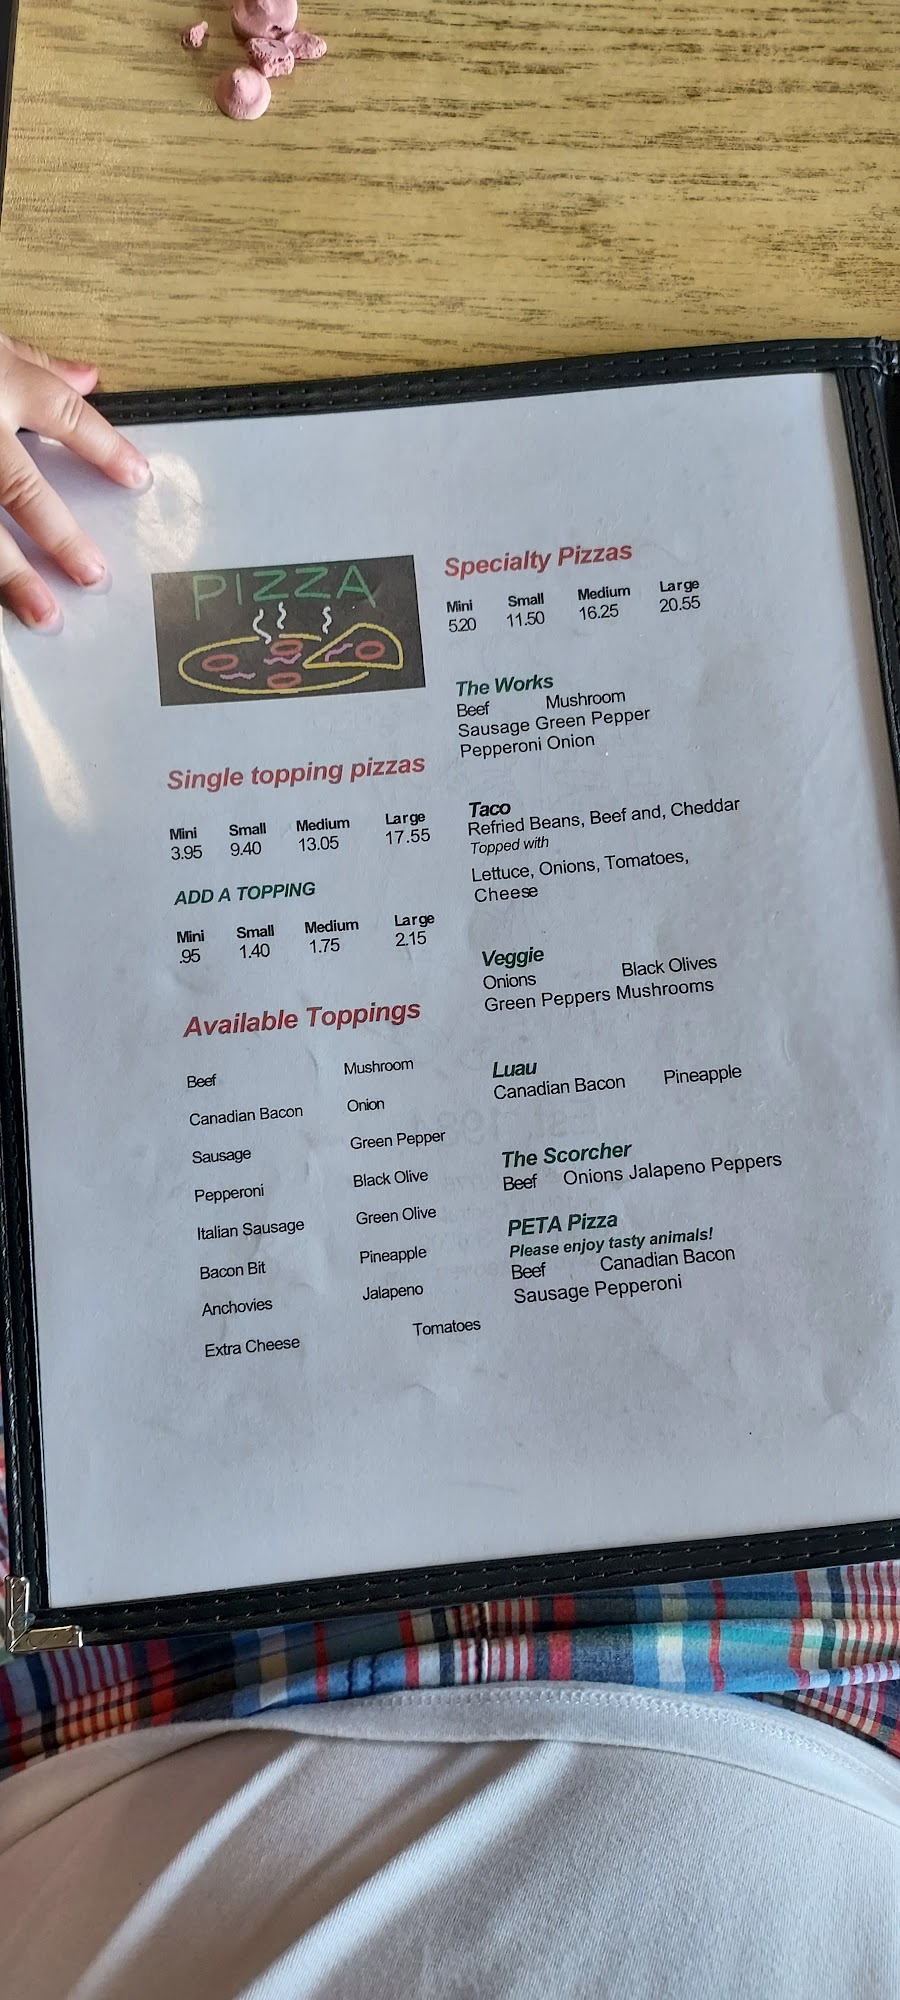 PIZZA
Single topping pizzas
Mini Small Medium Large
3.95 9.40 13.05 17.55
ADD A TOPPING
Mini Small Medium Large
.95 1.40 1.75 2.15
Available Toppings
Beef Mushroom
Canadian Bacon Onion
Sausage Green Pepper
Pepperoni Black Olive
Italian Sausage Green Olive
Bacon Bit Pineapple
Anchovies Jalapeno
Extra Cheese Tomatoes
Specialty Pizzas
Mini Small Medium Large
5.20 11.50 16.25 20.55
The Works
Beef Mushroom
Sausage Green Pepper
Pepperoni Onion
Taco
Refried Beans, Beef and, Cheddar
Topped with
Lettuce, Onions, Tomatoes,
Cheese
Veggie
Onions Black Olives
Green Peppers Mushrooms
Luau
Canadian Bacon Pineapple
The Scorcher
Beef Onions Jalapeno Peppers
PETA Pizza
Please enjoy tasty animals!
Beef Canadian Bacon
Sausage Pepperoni